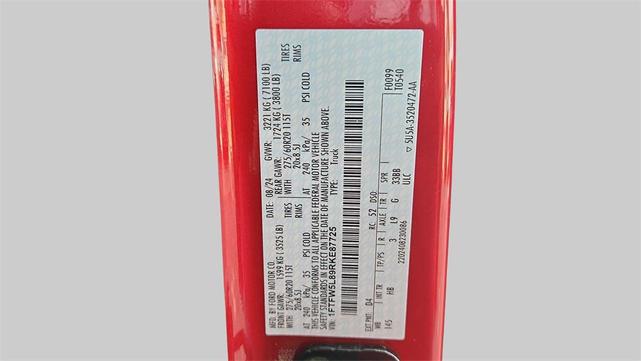 MFD. BY FORD MOTOR CO.
DATE: 08/24 GVWR: 3221 KG ( 7100 LB)
FRONT GAWR: 1599 KG (3525LB) REAR GAWR: 1724 KG ( 3800 LB)
WITH 275/60R20 115T TIRES WITH 275/60R20 115T TIRES
20x8.5J RIMS 20x8.5J RIMS
AT 240 kPa/ 35 PSI COLD AT 240 kPa/ 35 PSI COLD
THIS VEHICLE CONFORMS TO ALL APPLICABLE FEDERAL MOTOR VEHICLE
SAFETY STANDARDS IN EFFECT ON THE DATE OF MANUFACTURE SHOWN ABOVE.
VIN: 1FTFW5L89RKE87725 TYPE: Truck
F0099
T0540
EXT PNT: D4 RC: 52 DSO:
WB INT TR TP/PS R AXLE TR SPR
145 HB 3 L9 G 33BB
ULC
2202408230086
▽ 5U5A-3520472-AA